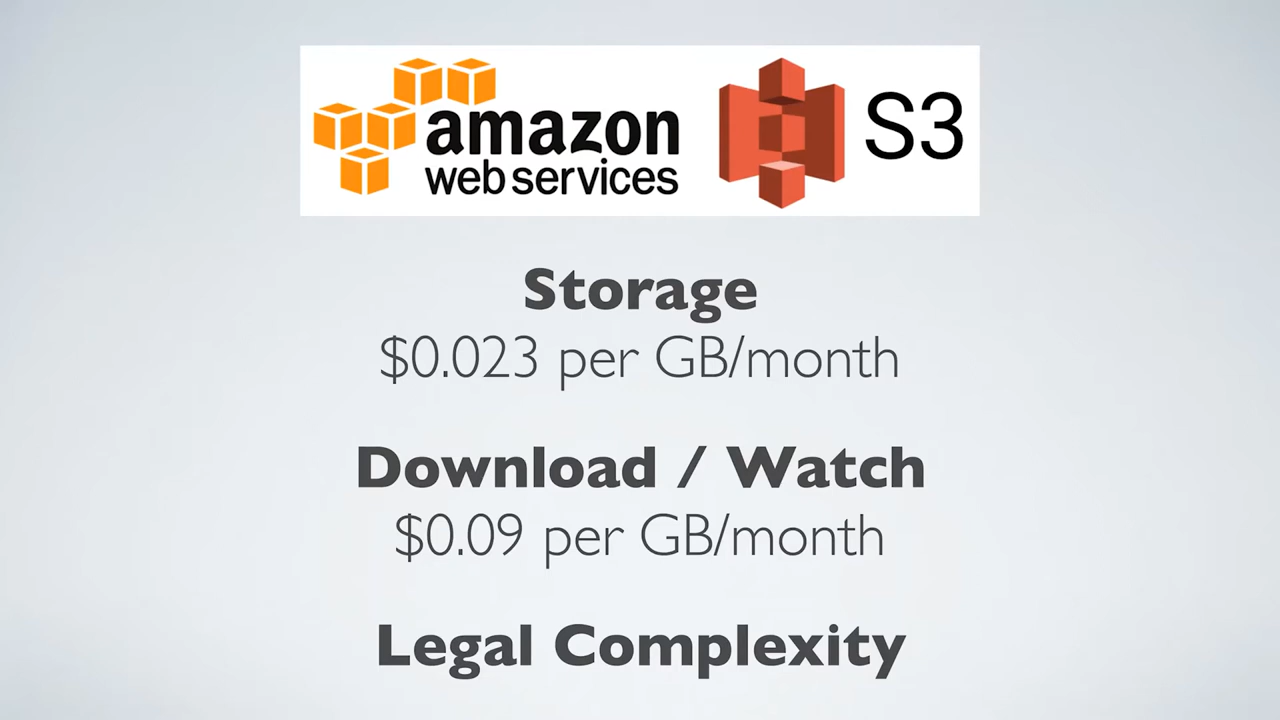 amazon
web services
S3
Storage
$0.023 per GB/month
Download / Watch
$0.09 per GB/month
Legal Complexity